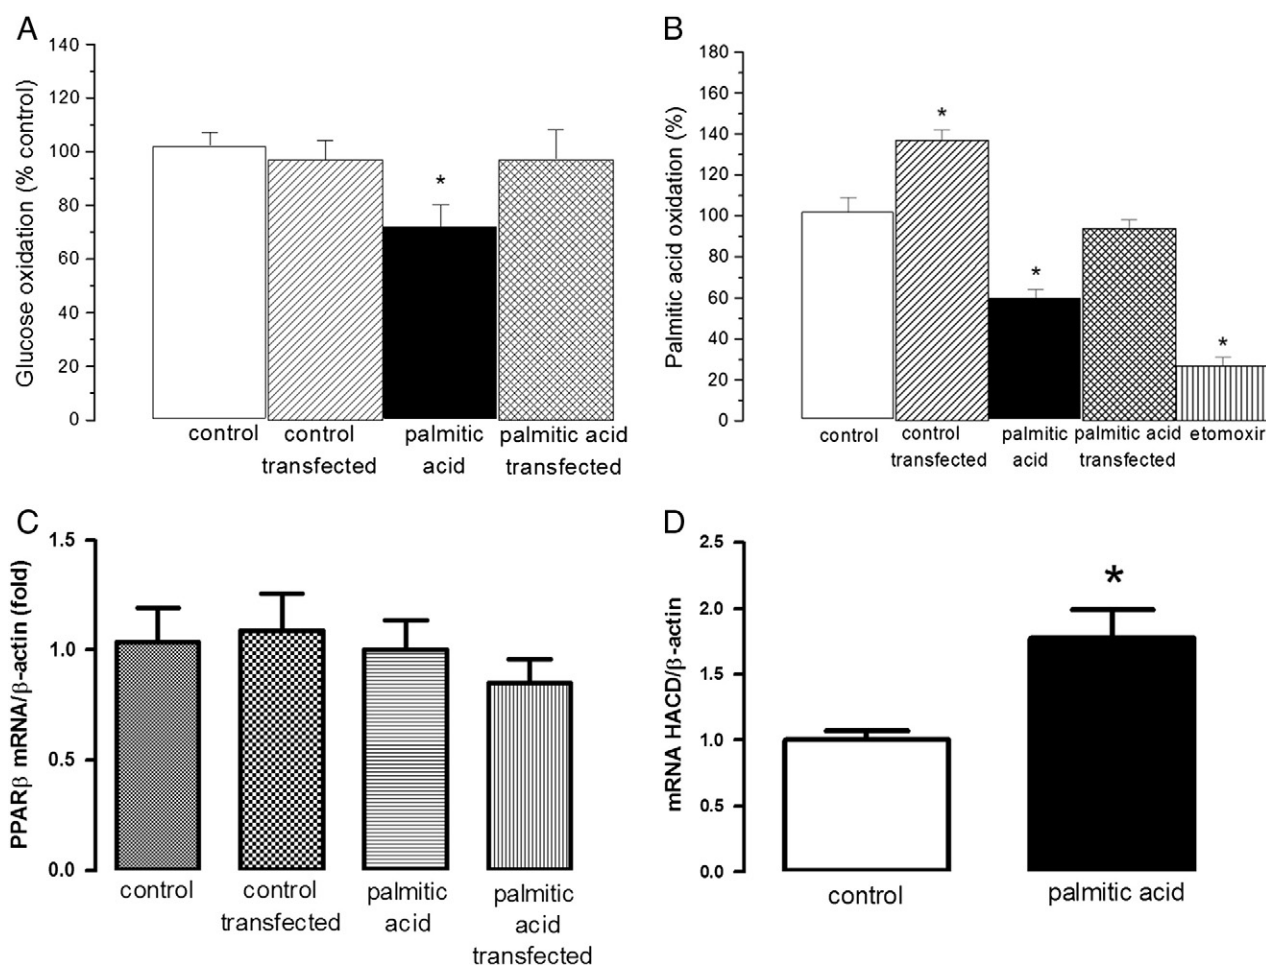 A
Glucose oxidation (% control)
140
120
100
80
60
40
20
0
*
control
control
transfected
palmitic
acid
palmitic acid
transfected
B
Palmitic acid oxidation (%)
180
160
140
120
100
80
60
40
20
0
*
*
*
control
control
transfected
palmitic
acid
palmitic acid
transfected
etomoxir
C
PPARβ mRNA/β-actin (fold)
1.5
1.0
0.5
0.0
control
control
transfected
palmitic
acid
palmitic
acid
transfected
D
mRNA HACD/β-actin
2.5
2.0
1.5
1.0
0.5
0.0
*
control
palmitic acid